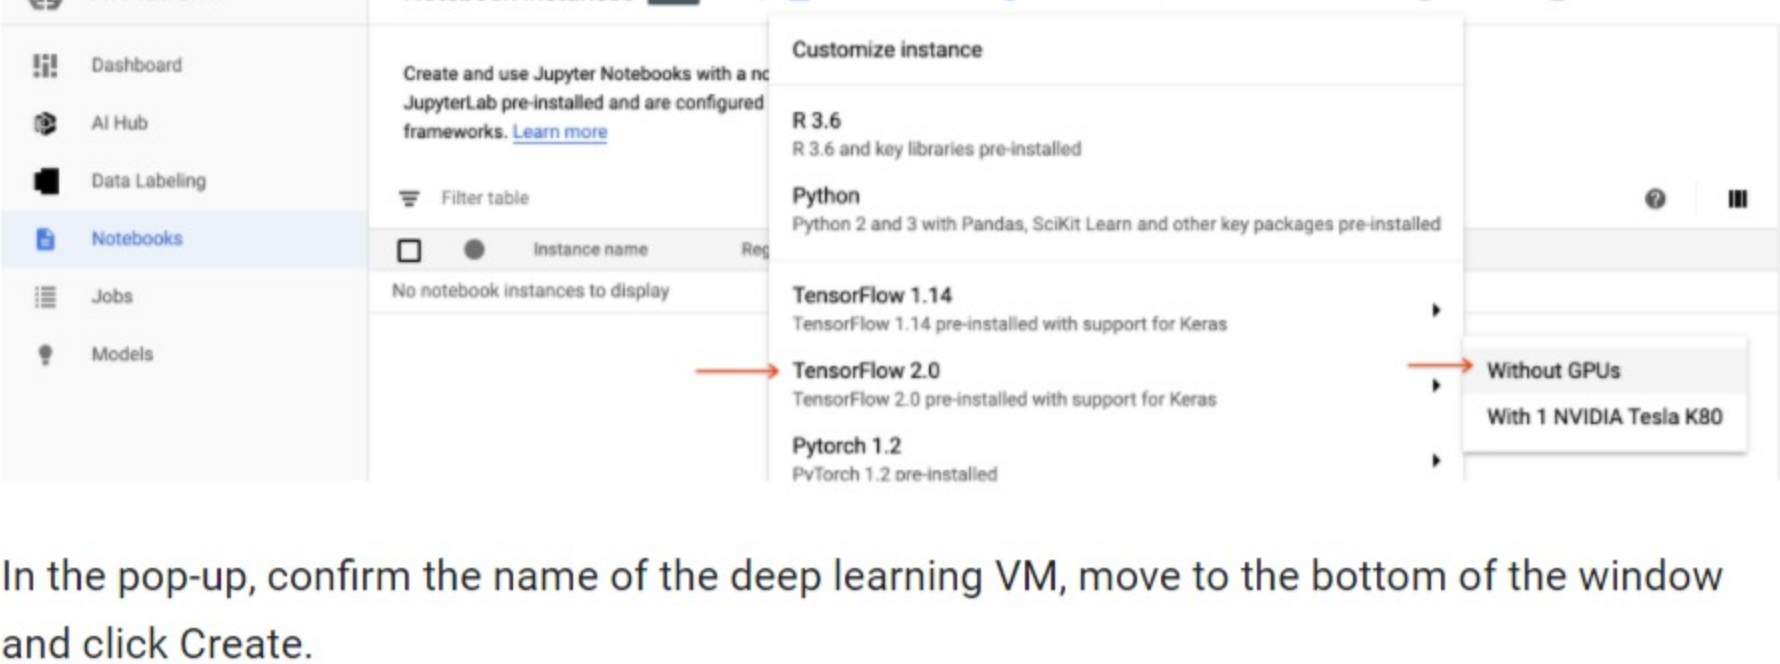 Dashboard
AI Hub
Data Labeling
Notebooks
Jobs
Models
Create and use Jupyter Notebooks with a no
JupyterLab pre-installed and are configured
frameworks. Learn more
Filter table
Instance name Reg
No notebook instances to display
Customize instance
R 3.6
R 3.6 and key libraries pre-installed
Python
Python 2 and 3 with Pandas, SciKit Learn and other key packages pre-installed
TensorFlow 1.14
TensorFlow 1.14 pre-installed with support for Keras
TensorFlow 2.0
TensorFlow 2.0 pre-installed with support for Keras
Pytorch 1.2
PyTorch 1.2 pre-installed
Without GPUs
With 1 NVIDIA Tesla K80
In the pop-up, confirm the name of the deep learning VM, move to the bottom of the window
and click Create.